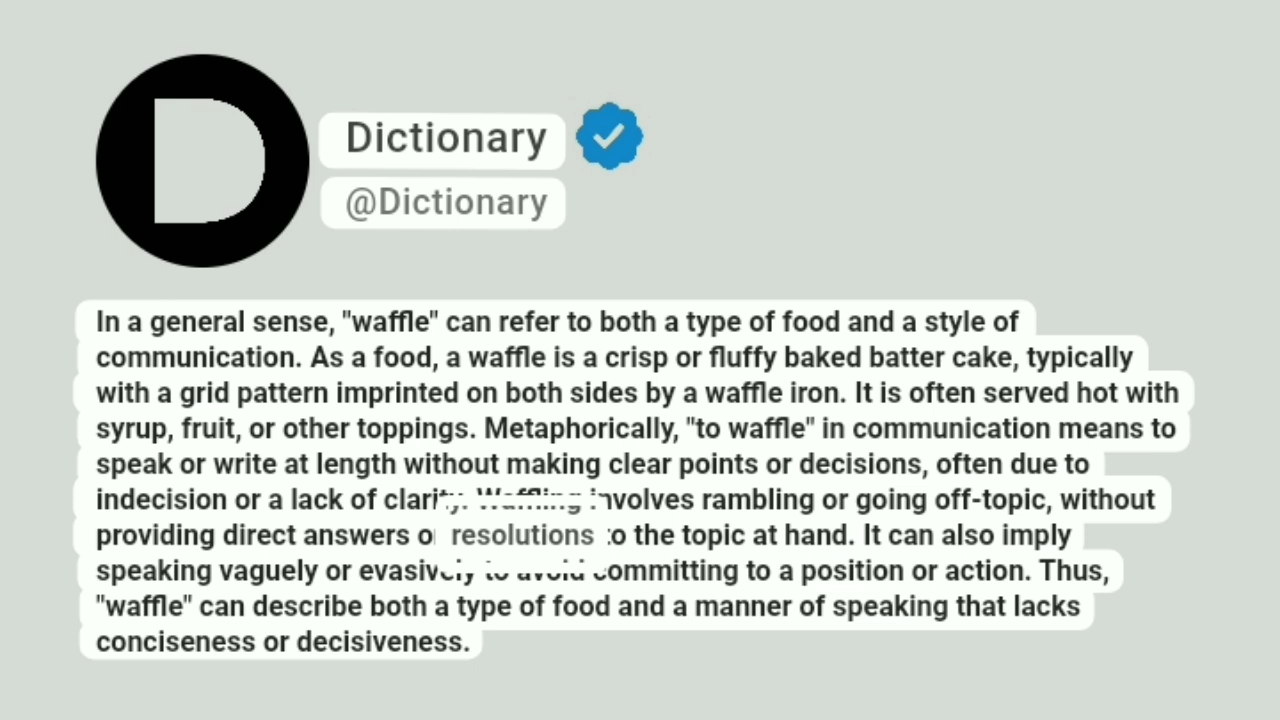 D
Dictionary
@Dictionary
In a general sense, "waffle" can refer to both a type of food and a style of
communication. As a food, a waffle is a crisp or fluffy baked batter cake, typically
with a grid pattern imprinted on both sides by a waffle iron. It is often served hot with
syrup, fruit, or other toppings. Metaphorically, "to waffle" in communication means to
speak or write at length without making clear points or decisions, often due to
indecision or a lack of clarity. Waffling involves rambling or going off-topic, without
providing direct answers or resolutions to the topic at hand. It can also imply
speaking vaguely or evasively to avoid committing to a position or action. Thus,
"waffle" can describe both a type of food and a manner of speaking that lacks
conciseness or decisiveness.